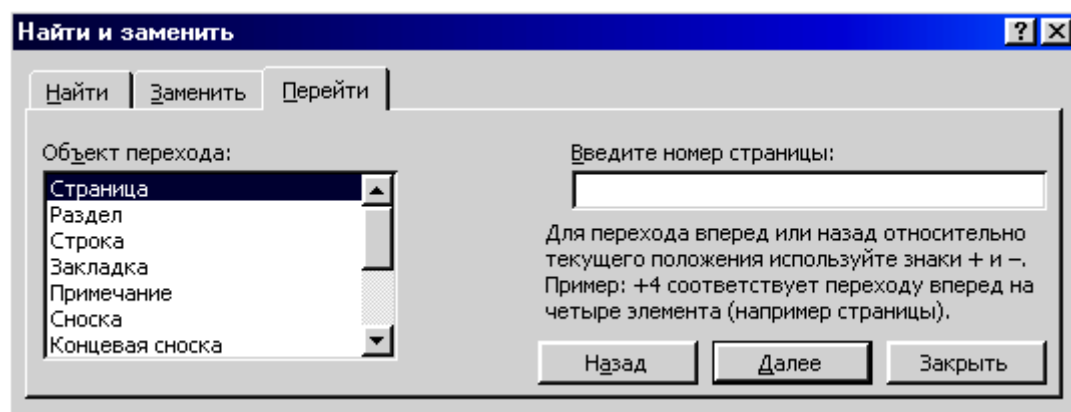 Найти и заменить
Найти
Заменить
Перейти
Объект перехода:
Страница
Раздел
Строка
Закладка
Примечание
Сноска
Концевая сноска
Введите номер страницы:
Для перехода вперед или назад относительно
текущего положения используйте знаки + и –.
Пример: +4 соответствует переходу вперед на
четыре элемента (например страницы).
Назад
Далее
Закрыть